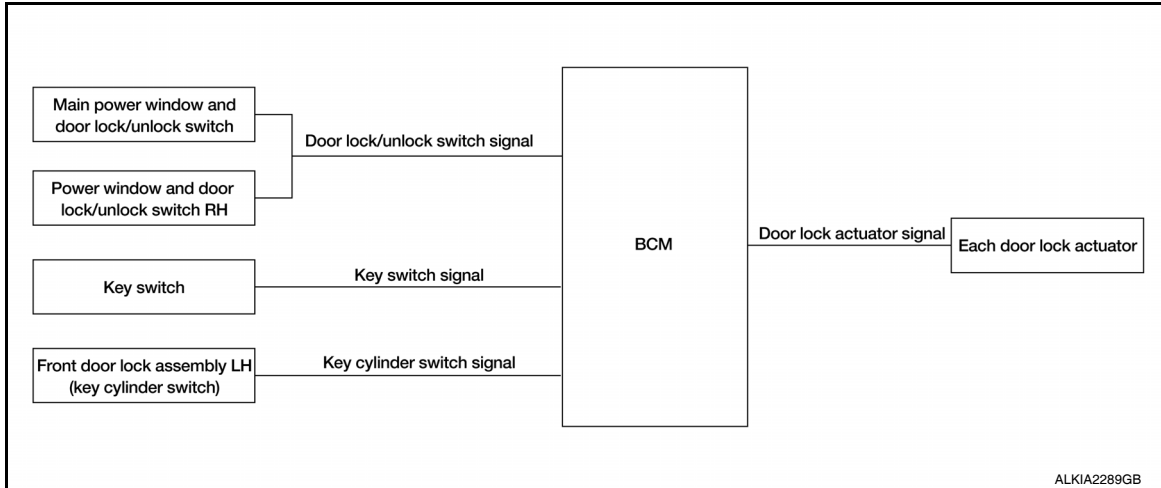 Main power window and
door lock/unlock switch
Door lock/unlock switch signal
Power window and door
lock/unlock switch RH
BCM
Door lock actuator signal
Each door lock actuator
Key switch
Key switch signal
Front door lock assembly LH
(key cylinder switch)
Key cylinder switch signal
ALKIA2289GB